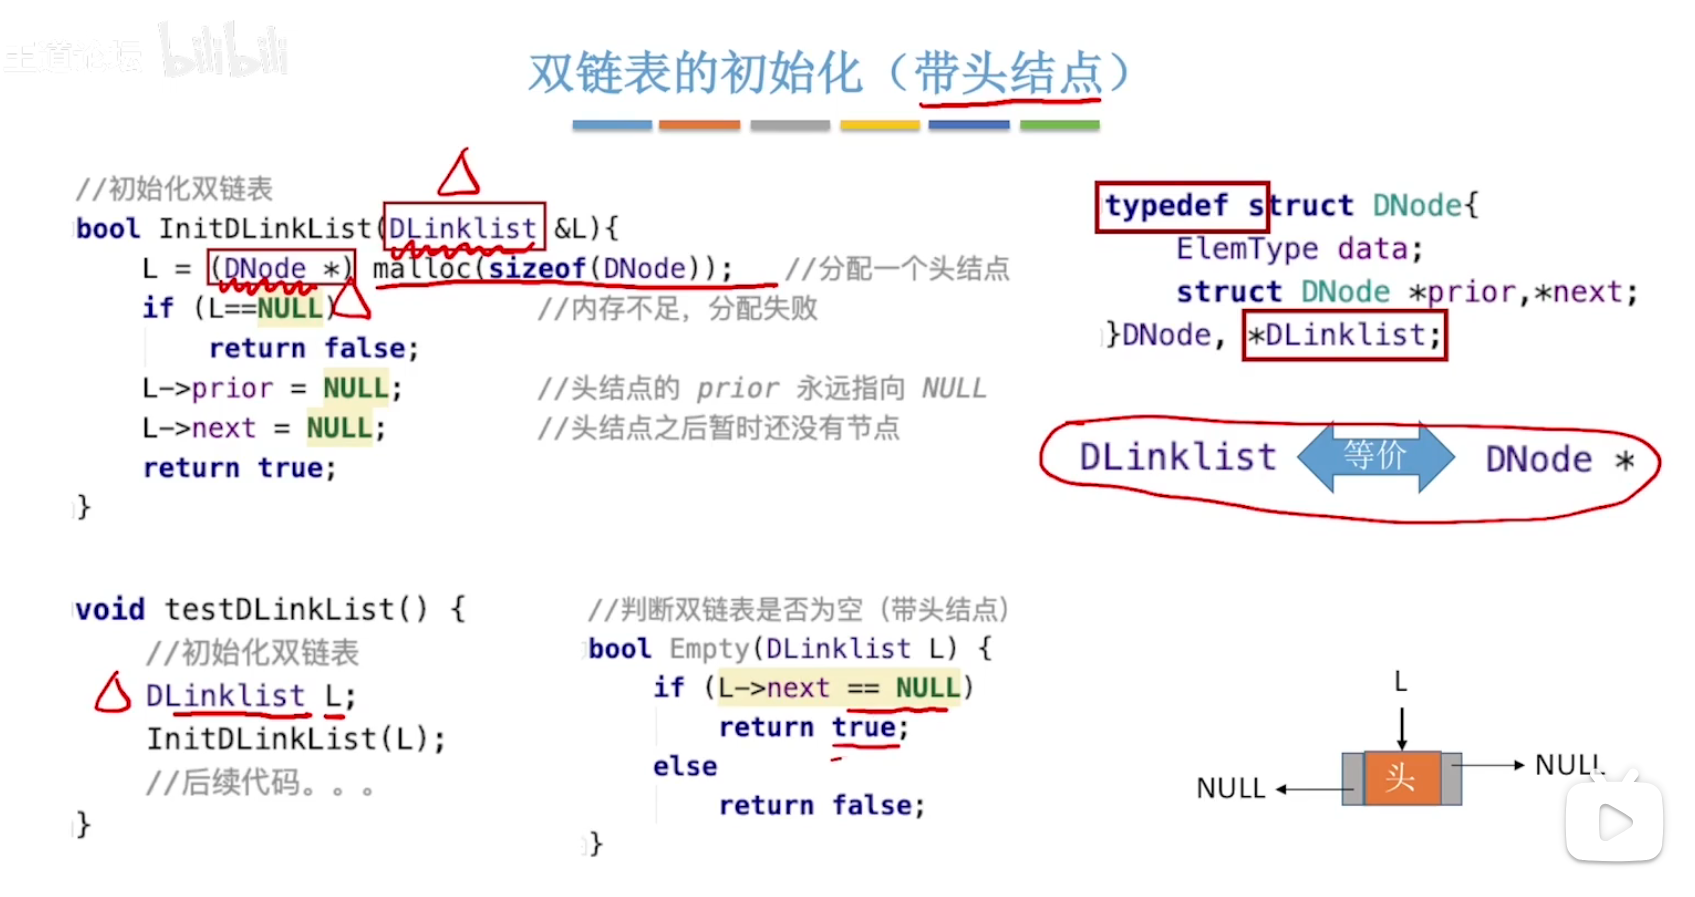 王道论坛 bilibili
双链表的初始化（带头结点）
//初始化双链表
bool InitDLinkList(DLinklist &L){
L = (DNode *) malloc(sizeof(DNode)); //分配一个头结点
if (L==NULL) //内存不足，分配失败
return false;
L->prior = NULL; //头结点的 prior 永远指向 NULL
L->next = NULL; //头结点之后暂时还没有节点
return true;
}
typedef struct DNode{
ElemType data;
struct DNode *prior,*next;
}DNode, *DLinklist;
DLinklist 等价 DNode *
void testDLinkList() {
//初始化双链表
DLinklist L;
InitDLinkList(L);
//后续代码。。。
}
//判断双链表是否为空（带头结点）
bool Empty(DLinklist L) {
if (L->next == NULL)
return true;
else
return false;
}
L
NULL 头 NULL